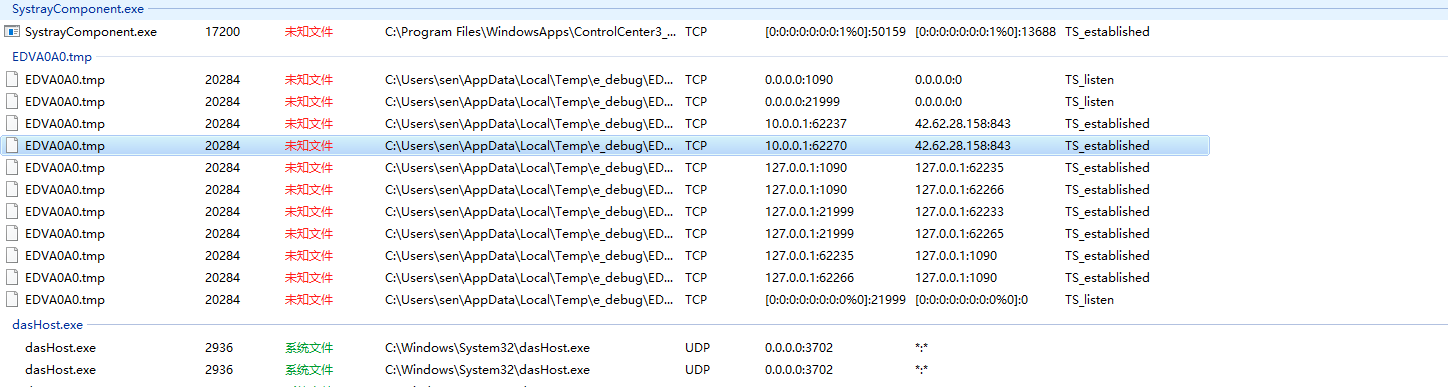 SystrayComponent.exe
SystrayComponent.exe 17200 未知文件 C:\Program Files\WindowsApps\ControlCenter3_... TCP [0:0:0:0:0:0:0:1%0]:50159 [0:0:0:0:0:0:0:1%0]:13688 TS_established
EDVA0A0.tmp
EDVA0A0.tmp 20284 未知文件 C:\Users\sen\AppData\Local\Temp\e_debug\ED... TCP 0.0.0.0:1090 0.0.0.0:0 TS_listen
EDVA0A0.tmp 20284 未知文件 C:\Users\sen\AppData\Local\Temp\e_debug\ED... TCP 0.0.0.0:21999 0.0.0.0:0 TS_listen
EDVA0A0.tmp 20284 未知文件 C:\Users\sen\AppData\Local\Temp\e_debug\ED... TCP 10.0.0.1:62237 42.62.28.158:843 TS_established
EDVA0A0.tmp 20284 未知文件 C:\Users\sen\AppData\Local\Temp\e_debug\ED... TCP 10.0.0.1:62270 42.62.28.158:843 TS_established
EDVA0A0.tmp 20284 未知文件 C:\Users\sen\AppData\Local\Temp\e_debug\ED... TCP 127.0.0.1:1090 127.0.0.1:62235 TS_established
EDVA0A0.tmp 20284 未知文件 C:\Users\sen\AppData\Local\Temp\e_debug\ED... TCP 127.0.0.1:1090 127.0.0.1:62266 TS_established
EDVA0A0.tmp 20284 未知文件 C:\Users\sen\AppData\Local\Temp\e_debug\ED... TCP 127.0.0.1:21999 127.0.0.1:62233 TS_established
EDVA0A0.tmp 20284 未知文件 C:\Users\sen\AppData\Local\Temp\e_debug\ED... TCP 127.0.0.1:21999 127.0.0.1:62265 TS_established
EDVA0A0.tmp 20284 未知文件 C:\Users\sen\AppData\Local\Temp\e_debug\ED... TCP 127.0.0.1:62235 127.0.0.1:1090 TS_established
EDVA0A0.tmp 20284 未知文件 C:\Users\sen\AppData\Local\Temp\e_debug\ED... TCP 127.0.0.1:62266 127.0.0.1:1090 TS_established
EDVA0A0.tmp 20284 未知文件 C:\Users\sen\AppData\Local\Temp\e_debug\ED... TCP [0:0:0:0:0:0:0:0%0]:21999 [0:0:0:0:0:0:0:0%0]:0 TS_listen
dasHost.exe
dasHost.exe 2936 系统文件 C:\Windows\System32\dasHost.exe UDP 0.0.0.0:3702 *:*
dasHost.exe 2936 系统文件 C:\Windows\System32\dasHost.exe UDP 0.0.0.0:3702 *:*